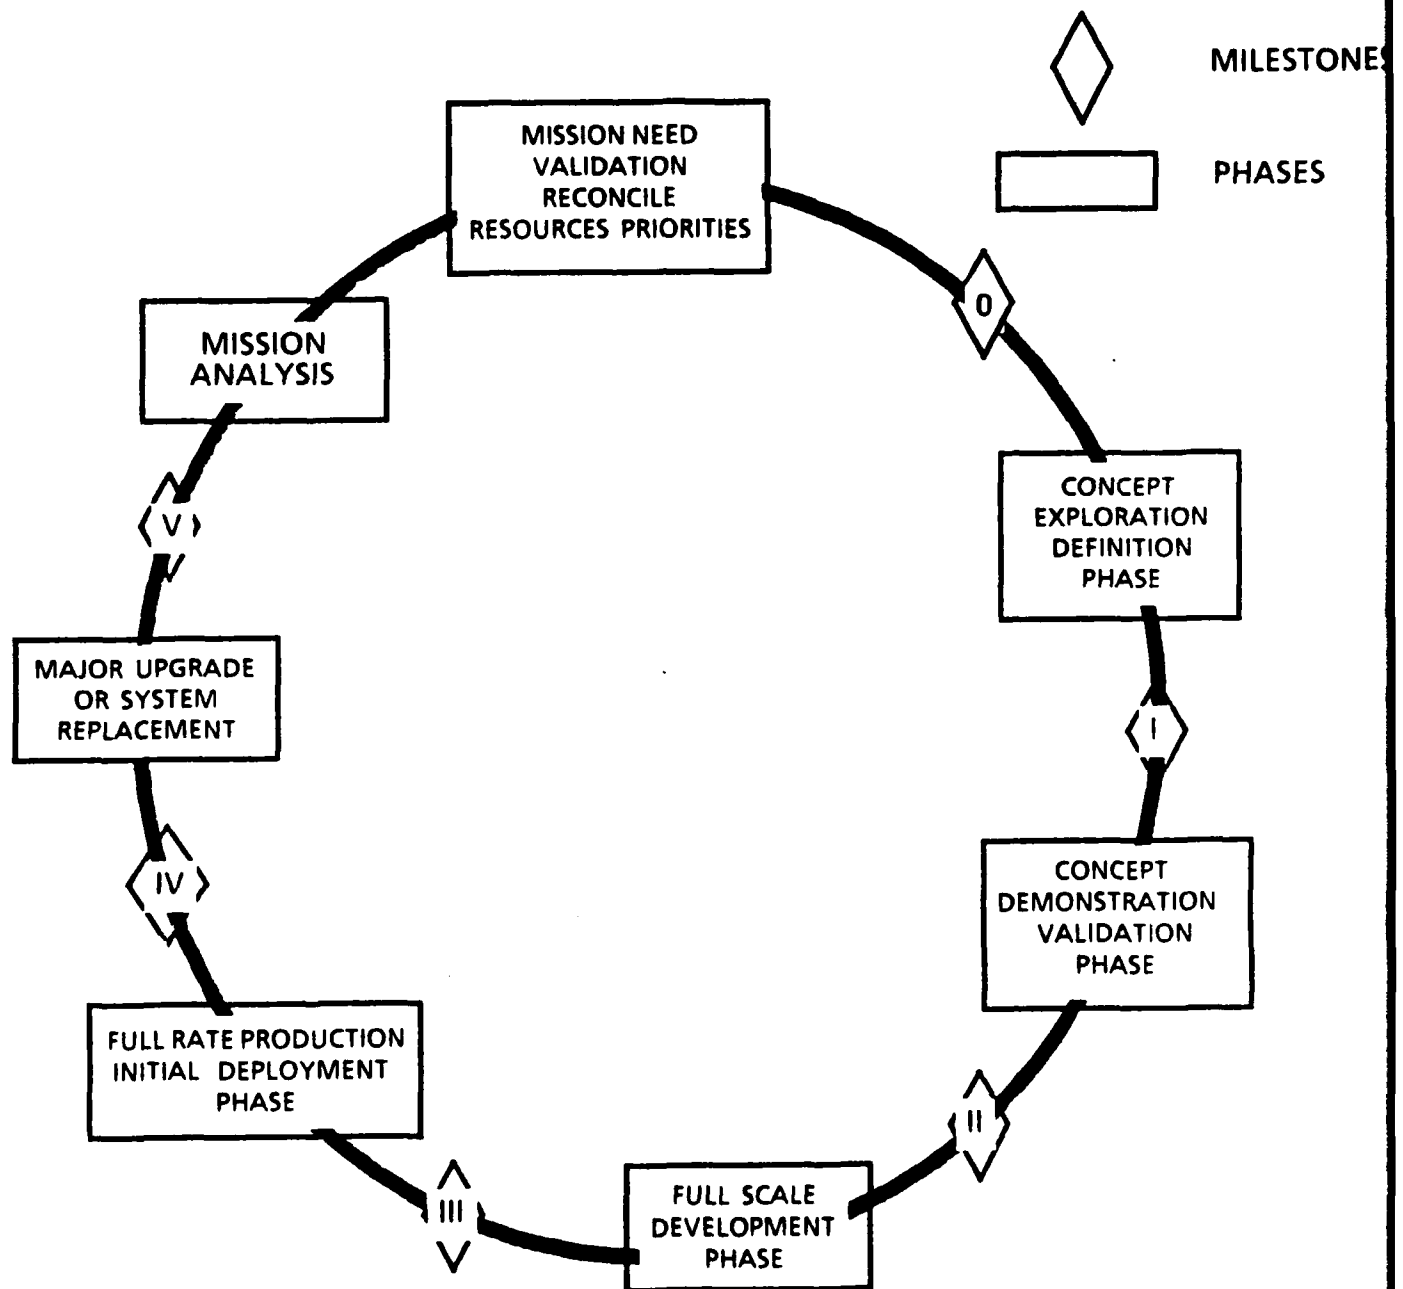 MILESTONES
PHASES
MISSION NEED
VALIDATION
RECONCILE
RESOURCES PRIORITIES
0
MISSION
ANALYSIS
CONCEPT
EXPLORATION
DEFINITION
PHASE
V
MAJOR UPGRADE
OR SYSTEM
REPLACEMENT
I
IV
CONCEPT
DEMONSTRATION
VALIDATION
PHASE
FULL RATE PRODUCTION
INITIAL DEPLOYMENT
PHASE
II
III
FULL SCALE
DEVELOPMENT
PHASE